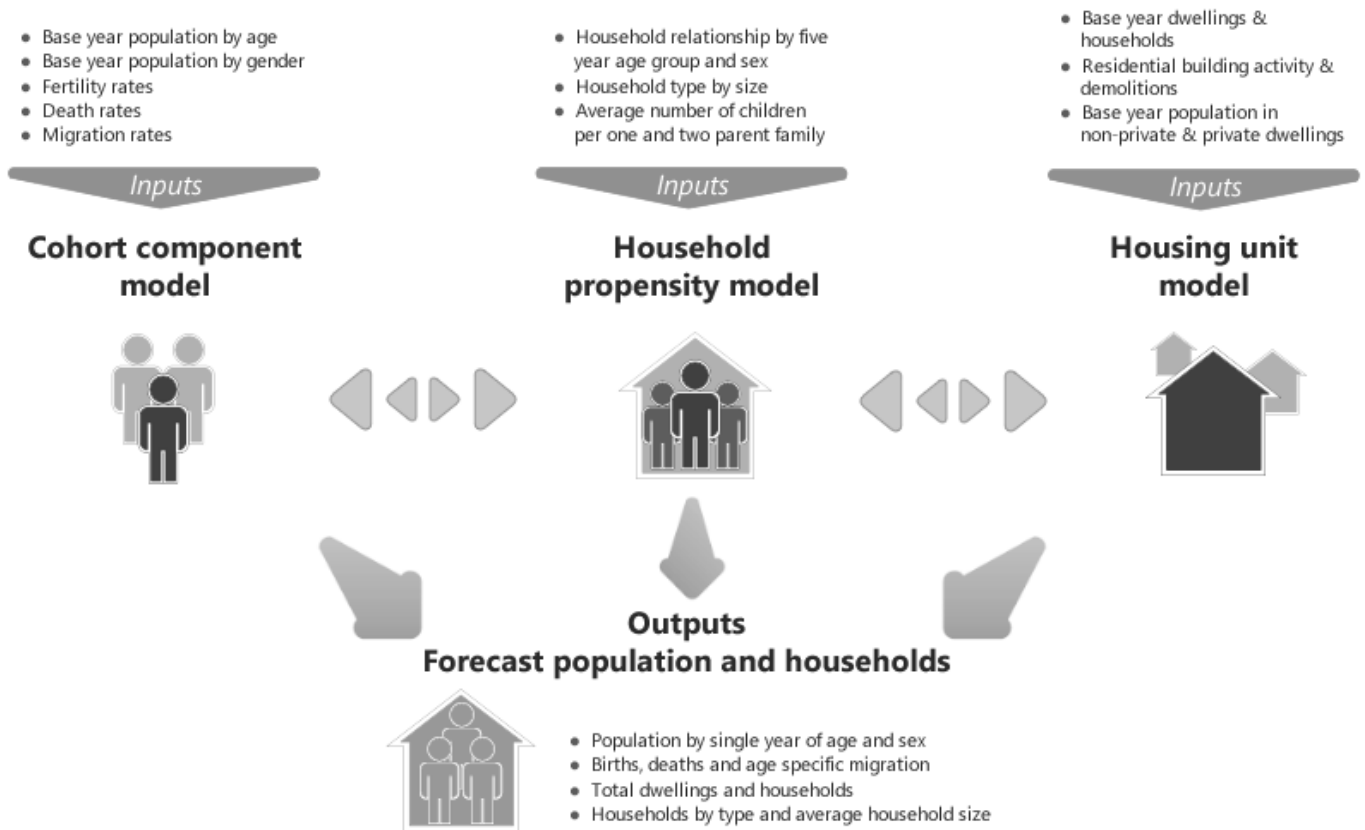 • Base year population by age
• Base year population by gender
• Fertility rates
• Death rates
• Migration rates
Inputs
Cohort component
model
• Household relationship by five
year age group and sex
• Household type by size
• Average number of children
per one and two parent family
Inputs
Household
propensity model
• Base year dwellings &
households
• Residential building activity &
demolitions
• Base year population in
non-private & private dwellings
Inputs
Housing unit
model
Outputs
Forecast population and households
• Population by single year of age and sex
• Births, deaths and age specific migration
• Total dwellings and households
• Households by type and average household size